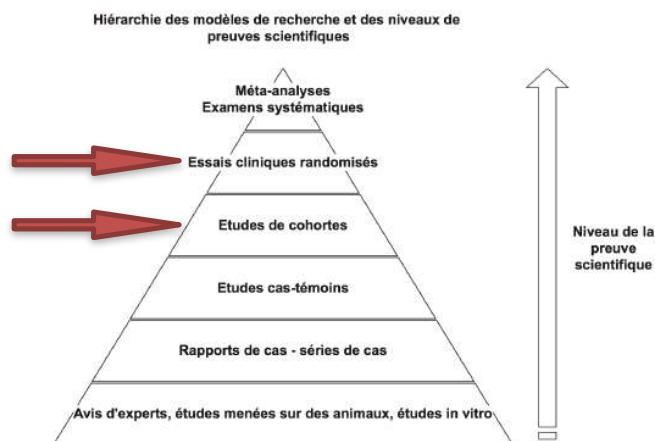 Hiérarchie des modèles de recherche et des niveaux de
preuves scientifiques
Méta-analyses
Examens systématiques
Essais cliniques randomisés
Etudes de cohortes
Etudes cas-témoins
Rapports de cas - séries de cas
Avis d'experts, études menées sur des animaux, études in vitro
Niveau de la
preuve
scientifique